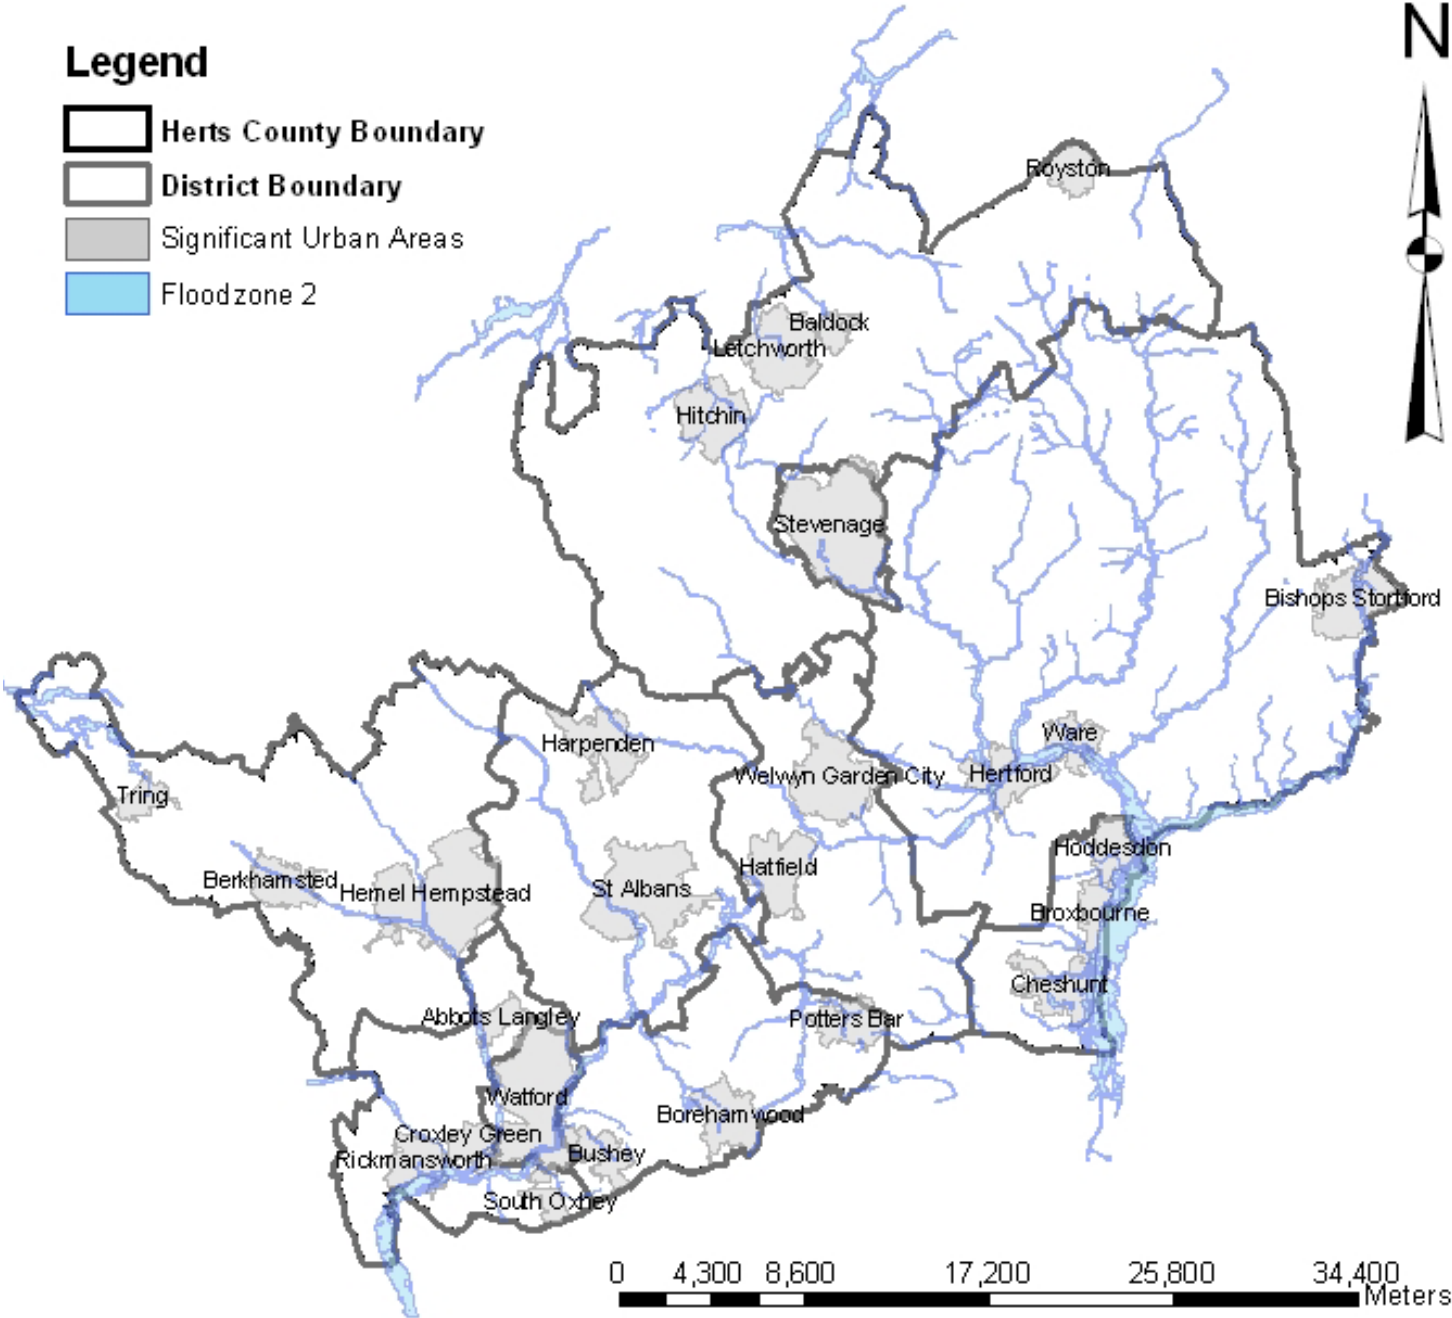 N
Legend
Herts County Boundary
District Boundary
Significant Urban Areas
Floodzone 2
Royston
Baldock
Letchworth
Hitchin
Stevenage
Bishops Stortford
Ware
Harpenden
Welwyn Garden City
Hertford
Tring
Hoddesdon
Hatfield
Berkhamsted
Hemel Hempstead
St Albans
Broxbourne
Cheshunt
Abbots Langley
Potters Bar
Watford
Borehamwood
Croxley Green
Rickmansworth
Bushey
South Oxhey
0 4,300 8,600 17,200 25,800 34,400
Meters